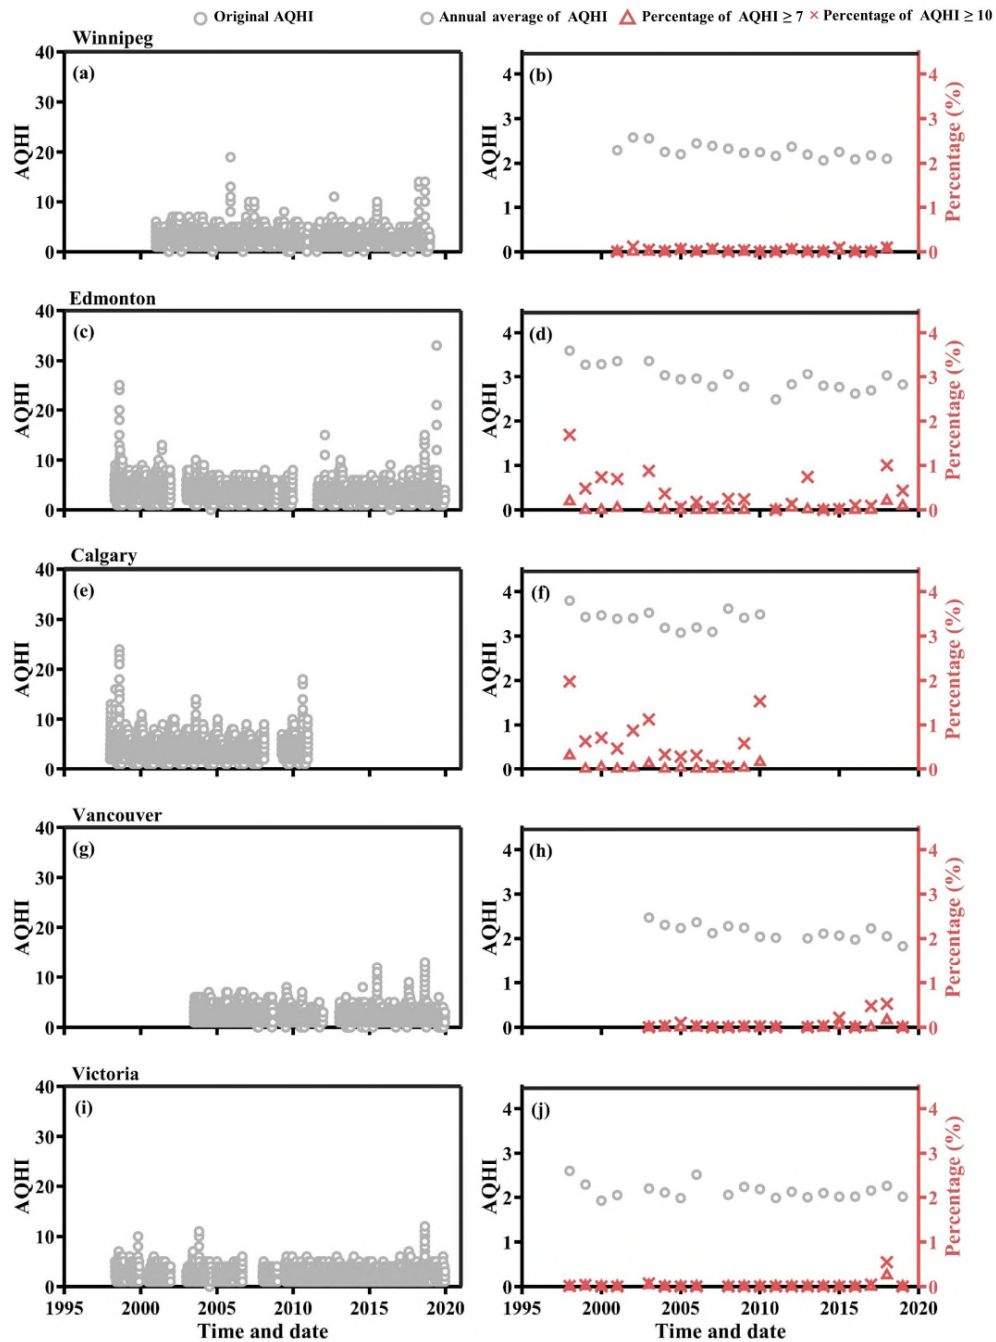 Original AQHI Annual average of AQHI Percentage of AQHI ≥ 7 Percentage of AQHI ≥ 10
Winnipeg
40 (a) 30 20 10 0 AQHI
(b) 4 3 2 1 0 AQHI 4 3 2 1 0 Percentage (%)
Edmonton
40 (c) 30 20 10 0 AQHI
(d) 4 3 2 1 0 AQHI 4 3 2 1 0 Percentage (%)
Calgary
40 (e) 30 20 10 0 AQHI
(f) 4 3 2 1 0 AQHI 4 3 2 1 0 Percentage (%)
Vancouver
40 (g) 30 20 10 0 AQHI
(h) 4 3 2 1 0 AQHI 4 3 2 1 0 Percentage (%)
Victoria
40 (i) 30 20 10 0 AQHI
(j) 4 3 2 1 0 AQHI 4 3 2 1 0 Percentage (%)
1995 2000 2005 2010 2015 2020 1995 2000 2005 2010 2015 2020
Time and date Time and date